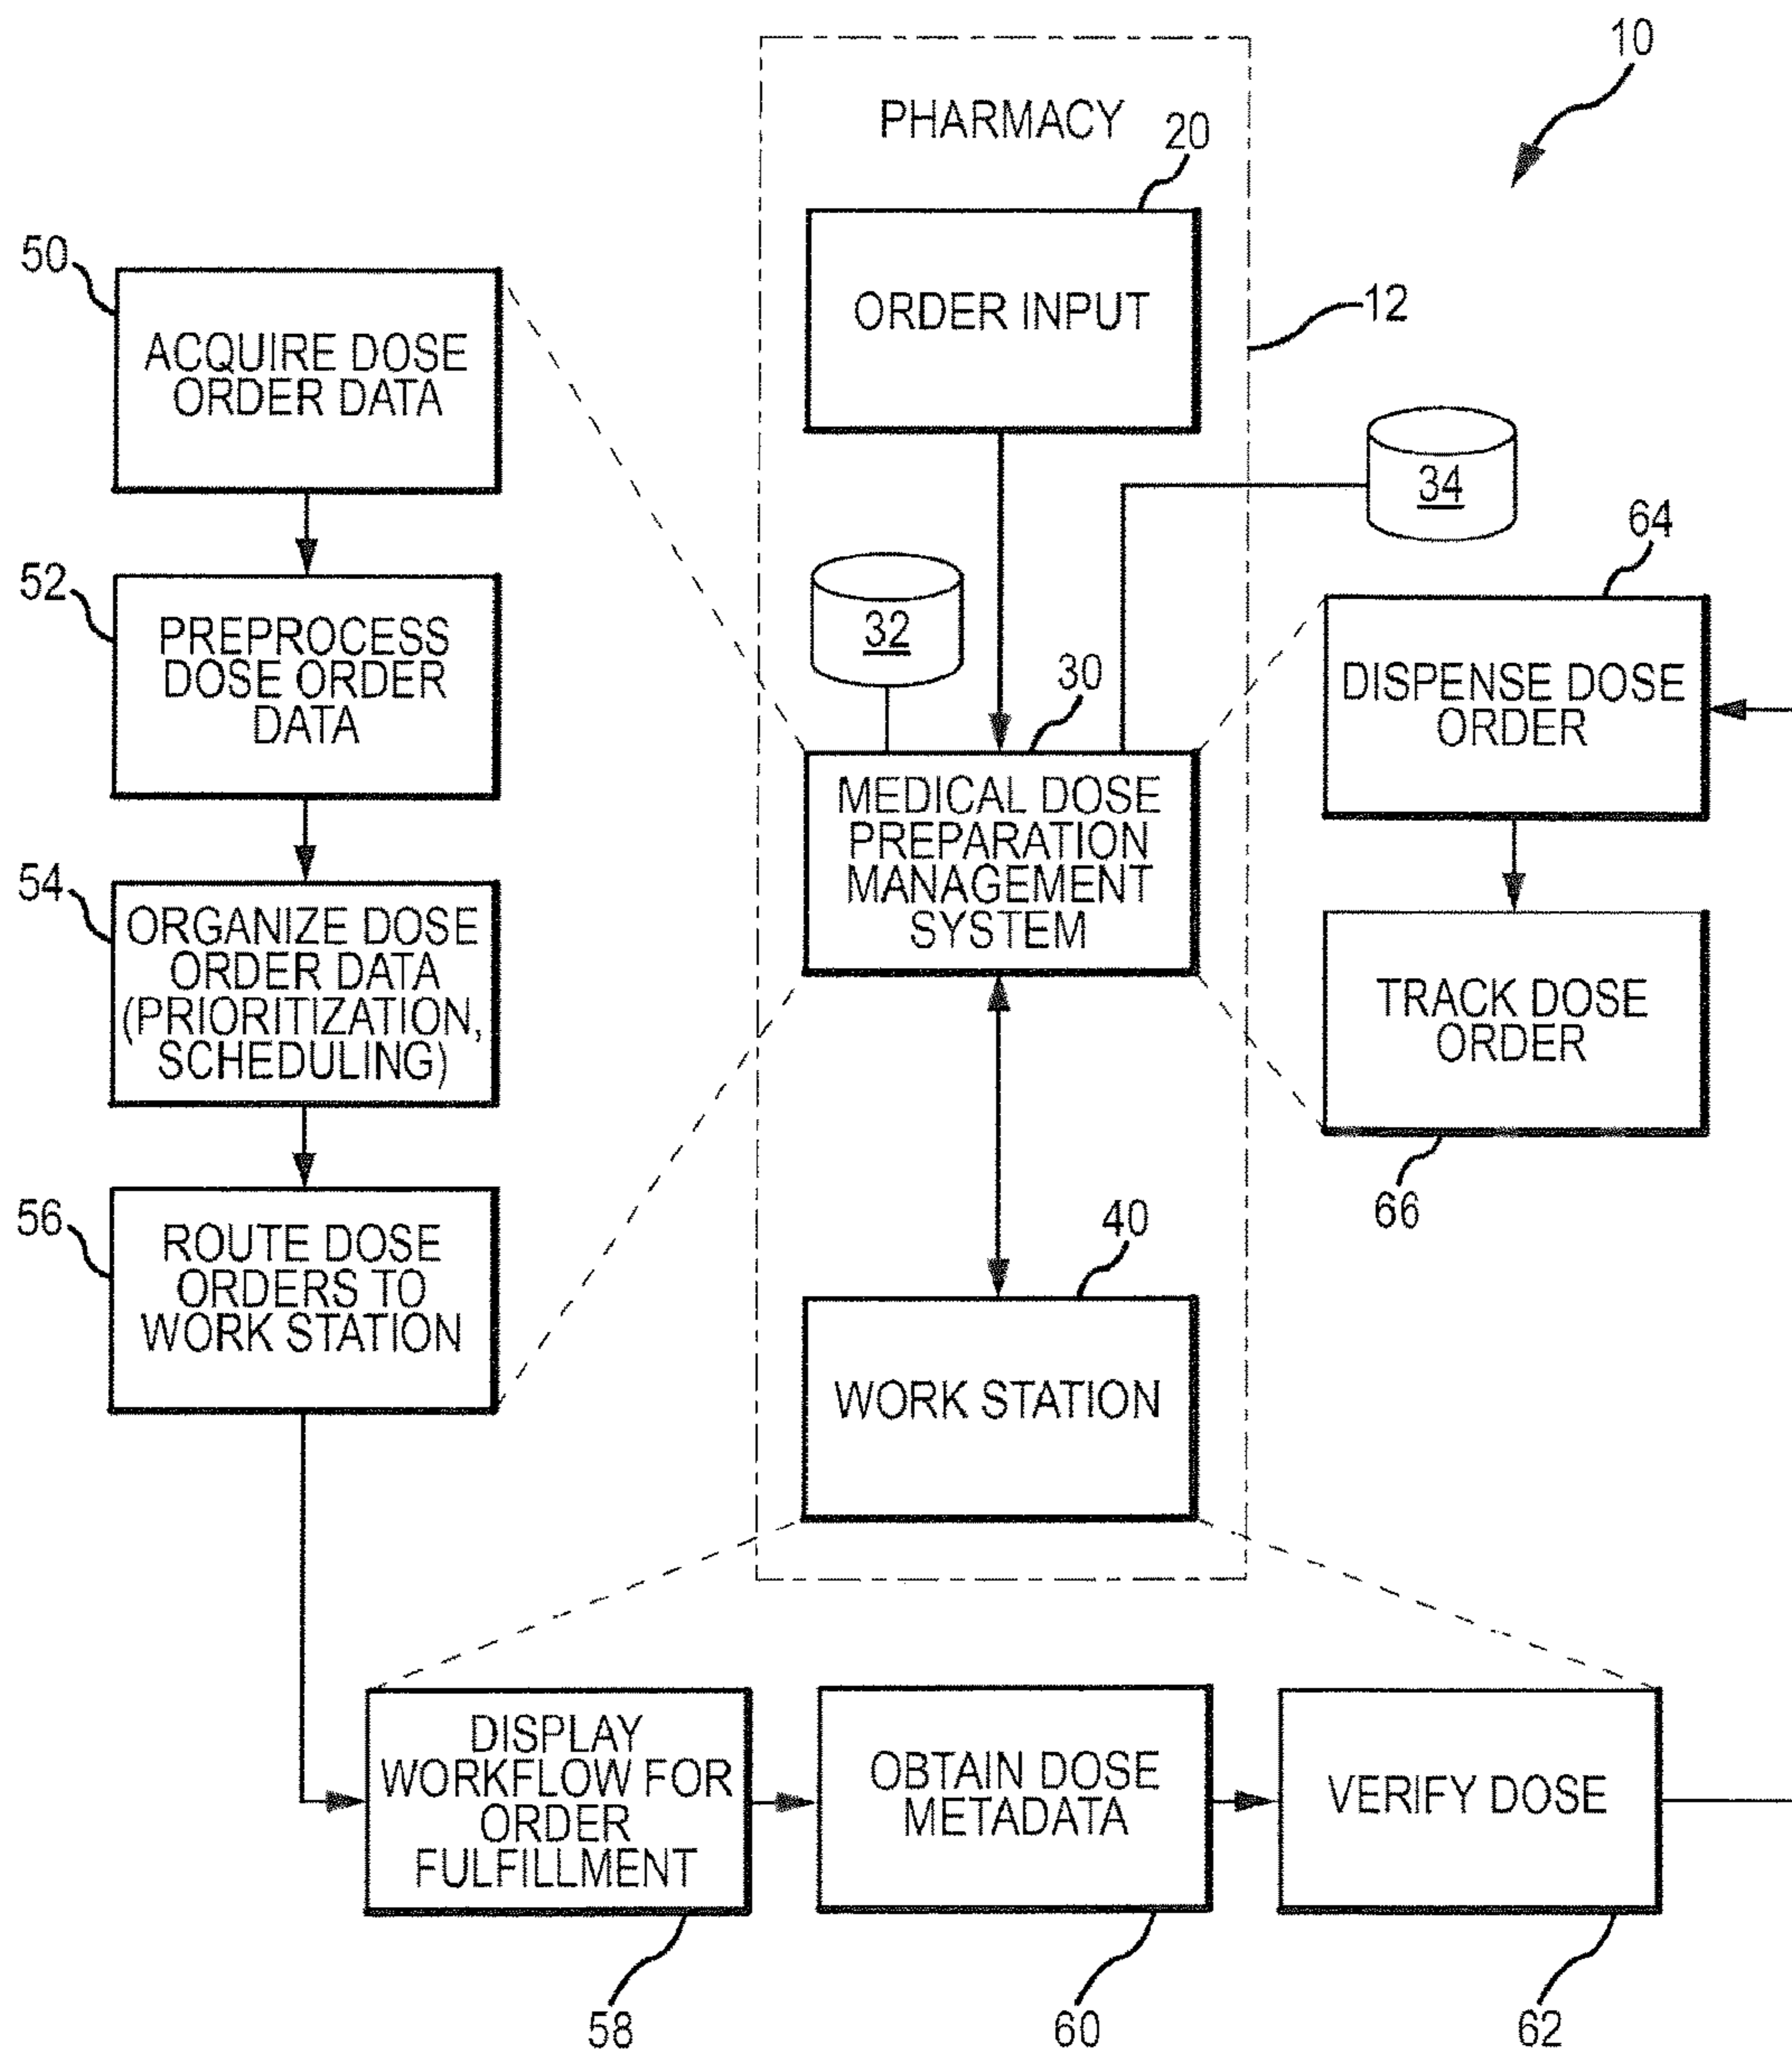 10
PHARMACY
20
ORDER INPUT
12
50
ACQUIRE DOSE
ORDER DATA
34
64
52
PREPROCESS
DOSE ORDER
DATA
32
30
DISPENSE DOSE
ORDER
MEDICAL DOSE
PREPARATION
MANAGEMENT
SYSTEM
54
ORGANIZE DOSE
ORDER DATA
(PRIORITIZATION,
SCHEDULING)
TRACK DOSE
ORDER
66
56
ROUTE DOSE
ORDERS TO
WORK STATION
40
WORK STATION
DISPLAY
WORKFLOW FOR
ORDER
FULFILLMENT
OBTAIN DOSE
METADATA
VERIFY DOSE
58
60
62